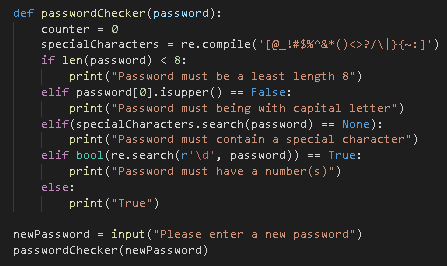 def passwordChecker(password):
    counter = 0
    specialCharacters = re.compile('[@_!#$%^&*()<>?/\|}{~:]')
    if len(password) < 8:
        print("Password must be a least length 8")
    elif password[0].isupper() == False:
        print("Password must being with capital letter")
    elif(specialCharacters.search(password) == None):
        print("Password must contain a special character")
    elif bool(re.search(r'\d', password)) == True:
        print("Password must have a number(s)")
    else:
        print("True")
newPassword = input("Please enter a new password")
passwordChecker(newPassword)